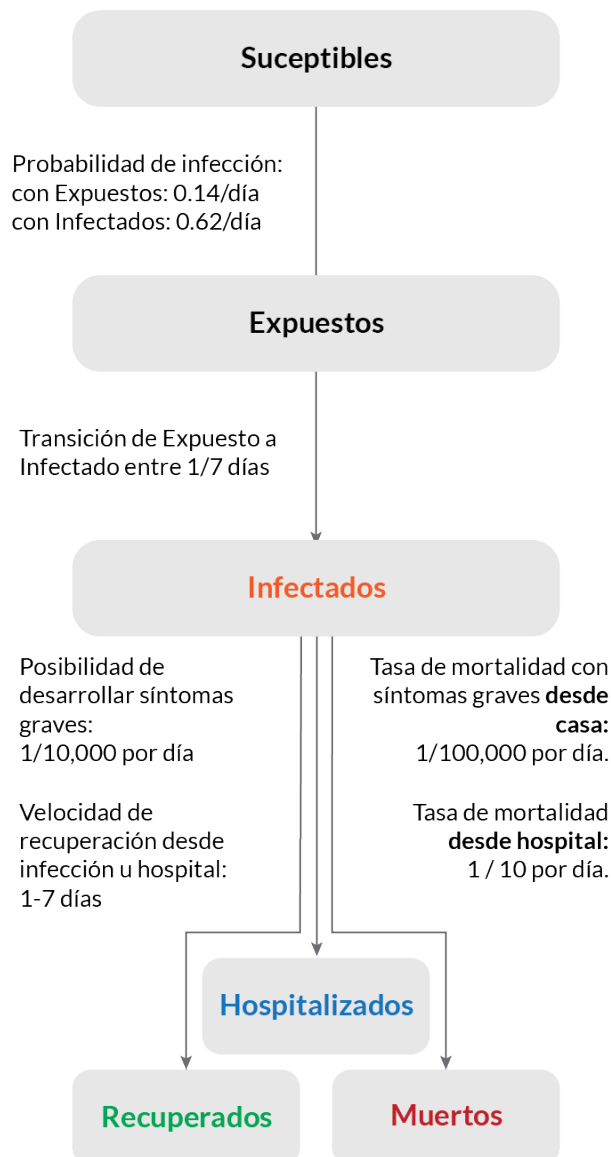 Suceptibles
Probabilidad de infección:
con Expuestos: 0.14/día
con Infectados: 0.62/día
Expuestos
Transición de Expuesto a
Infectado entre 1/7 días
Infectados
Posibilidad de
desarrollar síntomas
graves:
1/10,000 por día
Velocidad de
recuperación desde
infección u hospital:
1-7 días
Tasa de mortalidad con
síntomas graves desde
casa:
1/100,000 por día.
Tasa de mortalidad
desde hospital:
1 / 10 por día.
Hospitalizados
Recuperados
Muertos